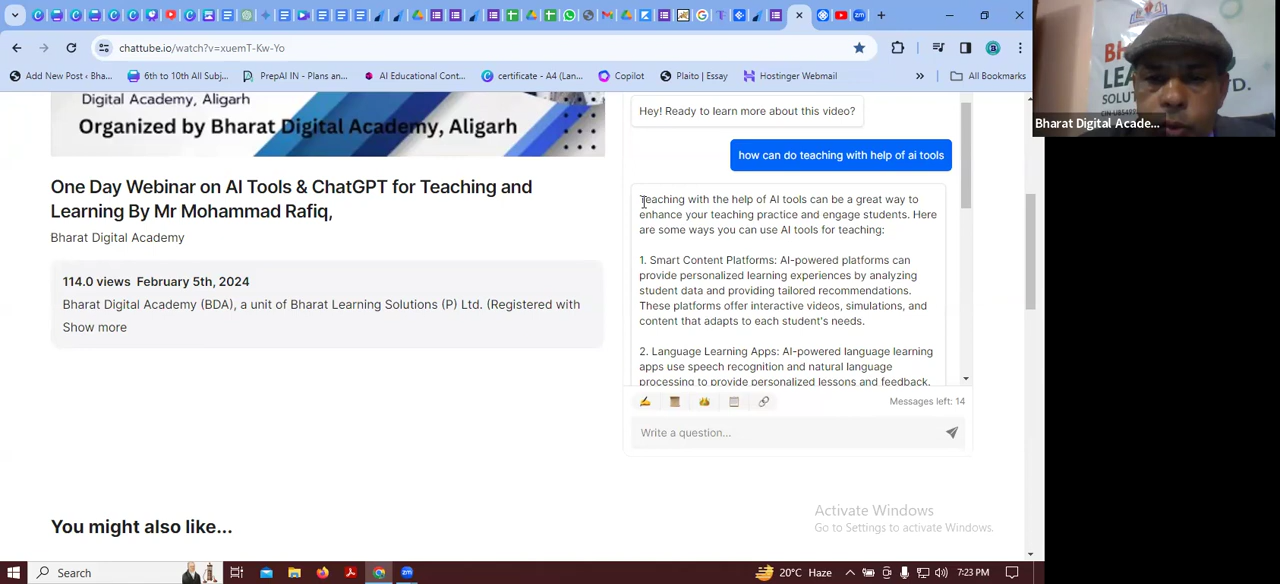 chattube.io/watch?v=xuemT-Kw-Yo
Add New Post ‹ Bha...
6th to 10th All Subj...
PrepAI IN - Plans an...
AI Educational Cont...
certificate - A4 (Lan...
Copilot
Plaito | Essay
Hostinger Webmail
»
All Bookmarks
Digital Academy, Aligarh
Organized by Bharat Digital Academy, Aligarh
One Day Webinar on AI Tools & ChatGPT for Teaching and
Learning By Mr Mohammad Rafiq,
Bharat Digital Academy
114.0 views February 5th, 2024
Bharat Digital Academy (BDA), a unit of Bharat Learning Solutions (P) Ltd. (Registered with
Show more
You might also like...
Hey! Ready to learn more about this video?
how can do teaching with help of ai tools
Teaching with the help of AI tools can be a great way to
enhance your teaching practice and engage students. Here
are some ways you can use AI tools for teaching:
1. Smart Content Platforms: AI-powered platforms can
provide personalized learning experiences by analyzing
student data and providing tailored recommendations.
These platforms offer interactive videos, simulations, and
content that adapts to each student's needs.
2. Language Learning Apps: AI-powered language learning
apps use speech recognition and natural language
processing to provide personalized lessons and feedback.
Messages left: 14
Write a question...
Activate Windows
Go to Settings to activate Windows.
Search
20°C Haze
7:23 PM
Bharat Digital Acade...